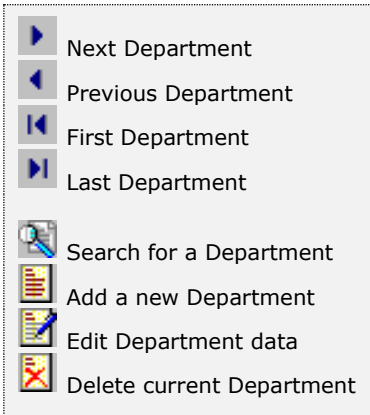 Next Department
Previous Department
First Department
Last Department
Search for a Department
Add a new Department
Edit Department data
Delete current Department